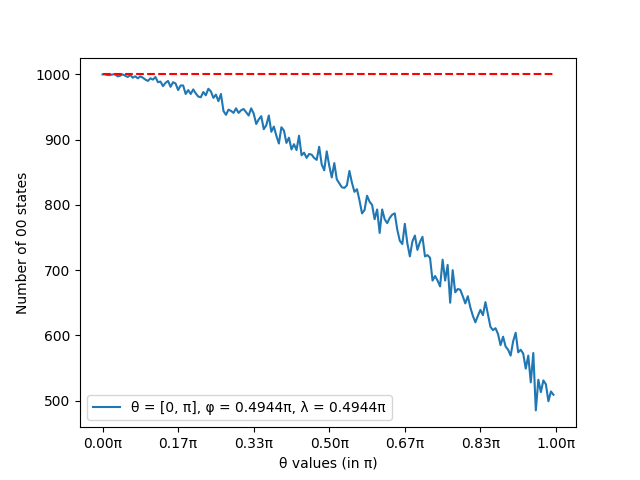 1000
900
800
700
600
500
Number of 00 states
θ = [0, π], φ = 0.4944π, λ = 0.4944π
0.00π 0.17π 0.33π 0.50π 0.67π 0.83π 1.00π
θ values (in π)